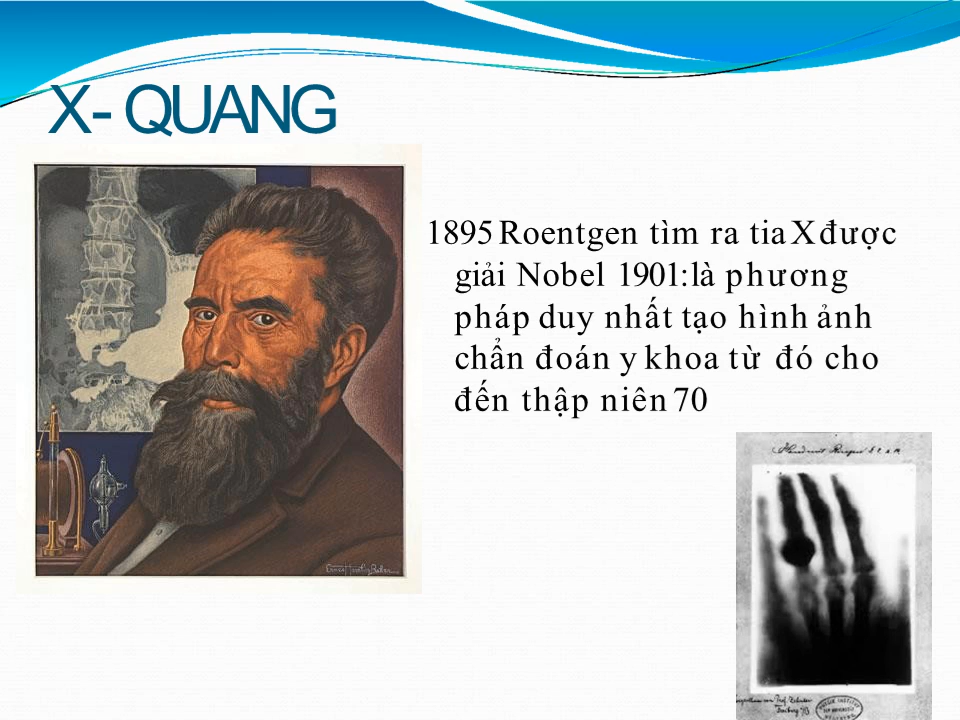 X - QUANG
1895 Roentgen tìm ra tia X được
giải Nobel 1901:là phương
pháp duy nhất tạo hình ảnh
chẩn đoán y khoa từ đó cho
đến thập niên 70